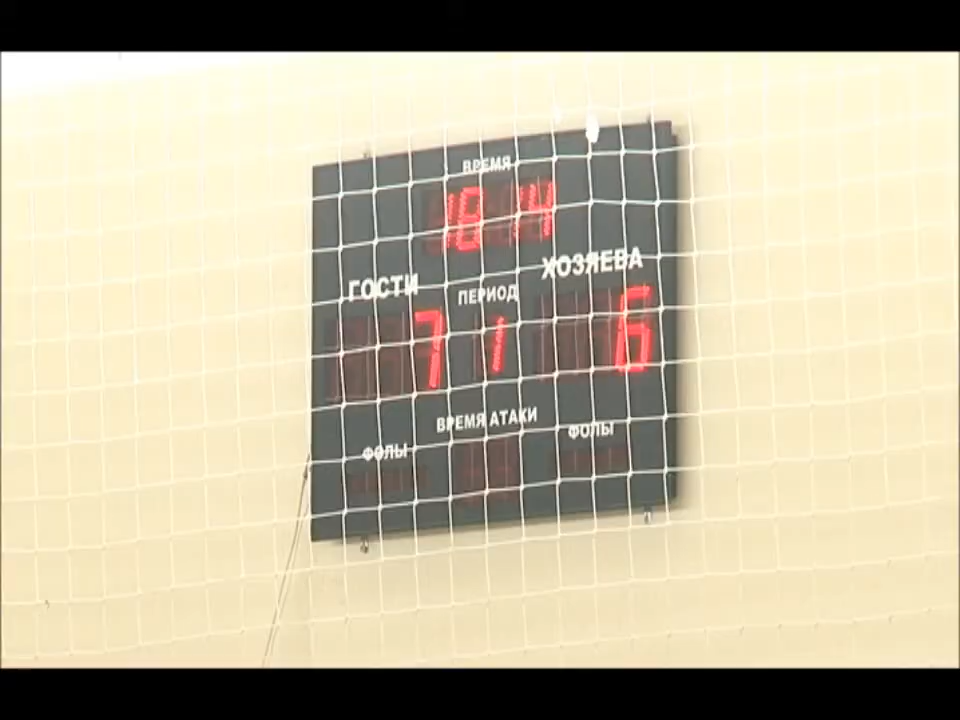 ВРЕМЯ
18 14
ГОСТИ ХОЗЯЕВА
ПЕРИОД
7 1 6
ВРЕМЯ АТАКИ
ФОЛЫ ФОЛЫ